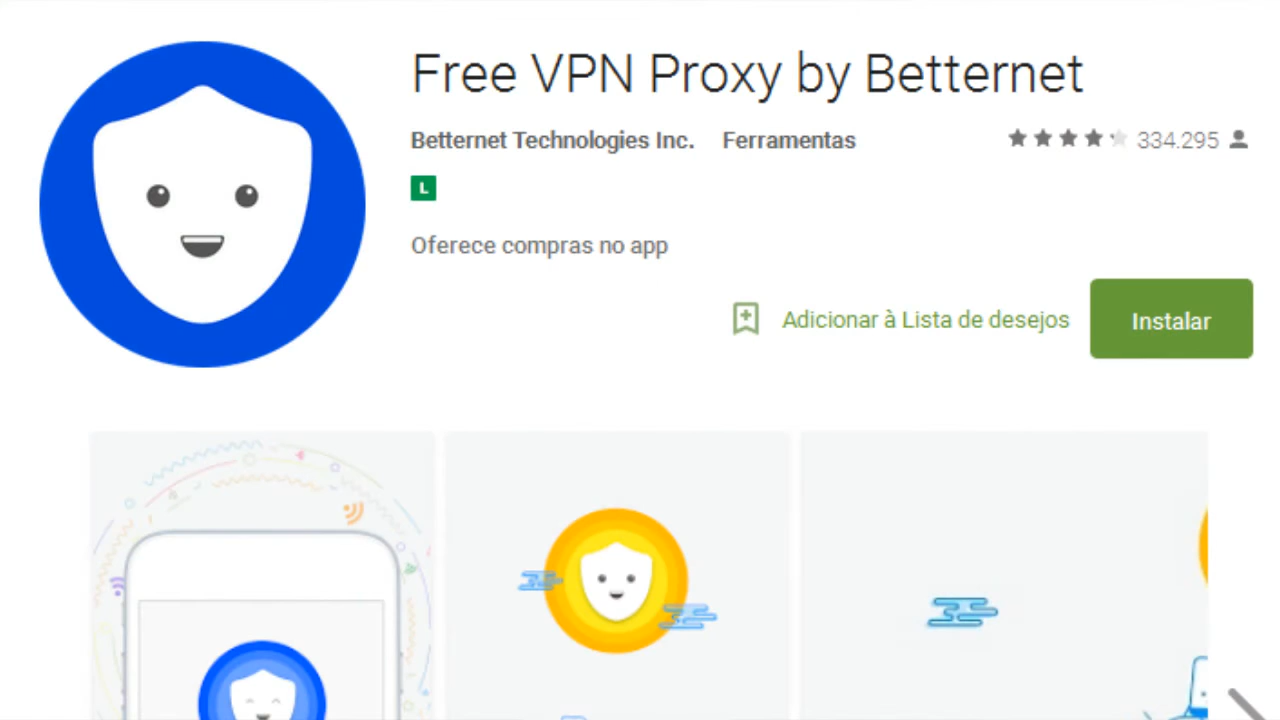 Free VPN Proxy by Betternet
Betternet Technologies Inc. Ferramentas 334.295
L
Oferece compras no app
Adicionar à Lista de desejos Instalar